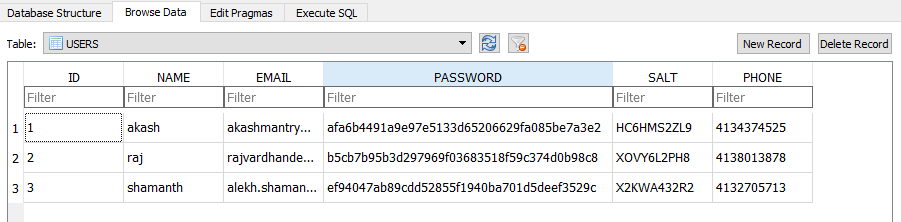 Database Structure Browse Data Edit Pragmas Execute SQL
Table: USERS New Record Delete Record
ID NAME EMAIL PASSWORD SALT PHONE
Filter Filter Filter Filter Filter Filter
1 1 akash akashmantry... afa6b4491a9e97e5133d65206629fa085be7a3e2 HC6HMS2ZL9 4134374525
2 2 raj rajvardhande... b5cb7b95b3d297969f03683518f59c374d0b98c8 XOVY6L2PH8 4138013878
3 3 shamanth alekh.shaman... ef94047ab89cdd52855f1940ba701d5deef3529c X2KWA432R2 4132705713